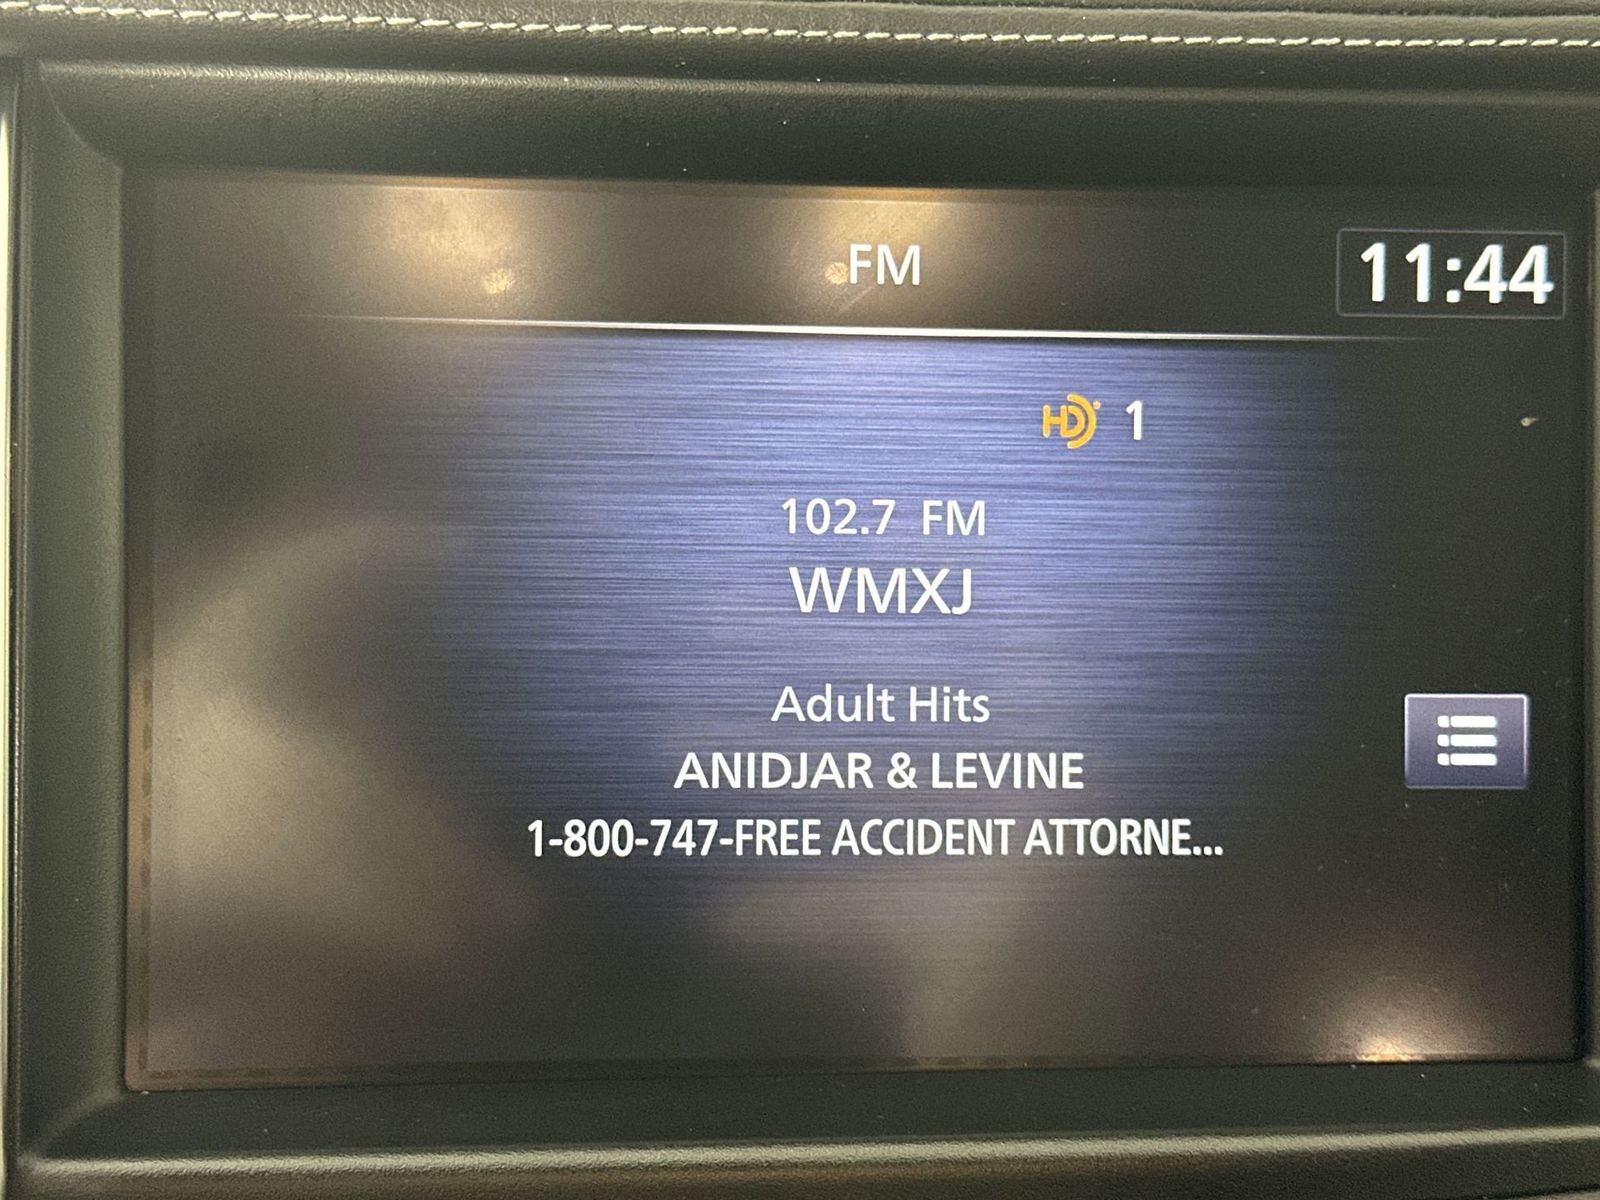 FM
11:44
HD 1
102.7 FM
WMXJ
Adult Hits
ANIDJAR & LEVINE
1-800-747-FREE ACCIDENT ATTORNE...